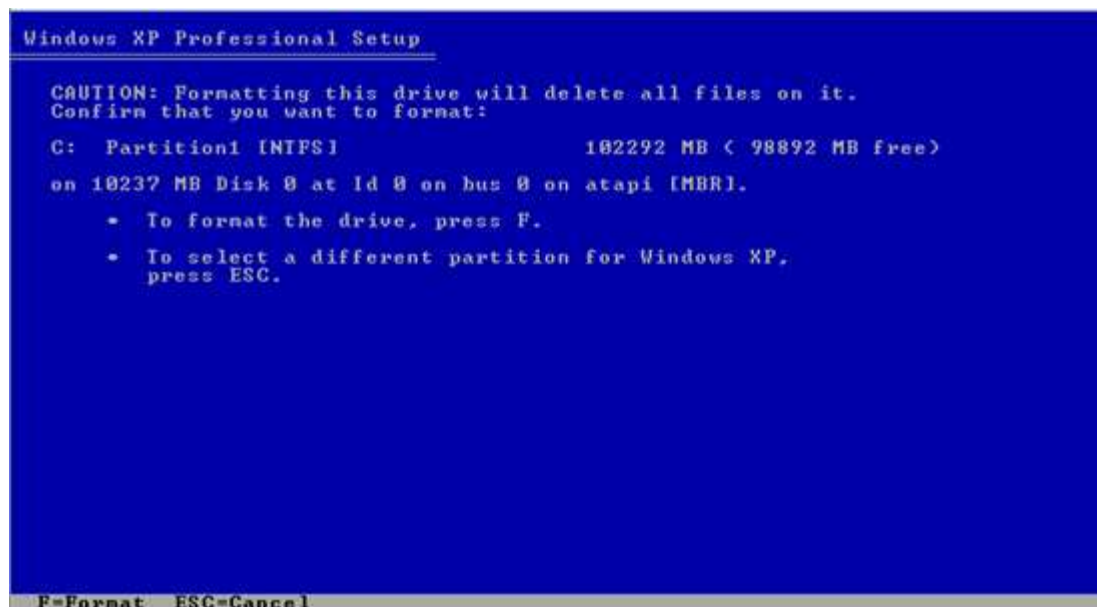 Windows XP Professional Setup
CAUTION: Formatting this drive will delete all files on it.
Confirm that you want to format:
C: Partition1 [NTFS] 102292 MB ( 98892 MB free)
on 10237 MB Disk 0 at Id 0 on bus 0 on atapi [MBR].
• To format the drive, press F.
• To select a different partition for Windows XP,
press ESC.
F=Format ESC=Cancel